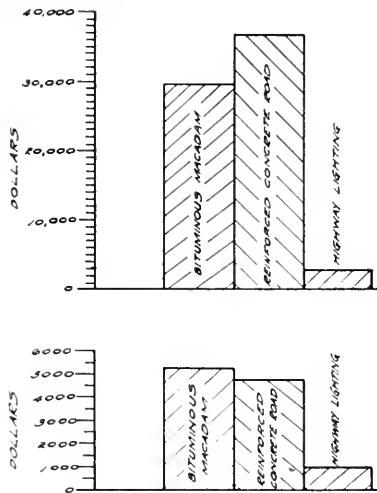 40,000
30,000
20,000
10,000
0
DOLLARS
BITUMINOUS MACADAM
REINFORCED CONCRETE ROAD
HIGHWAY LIGHTING
6000
5000
4000
3000
2000
1000
0
DOLLARS
BITUMINOUS
MACADAM
REINFORCED
CONCRETE ROAD
HIGHWAY LIGHTING